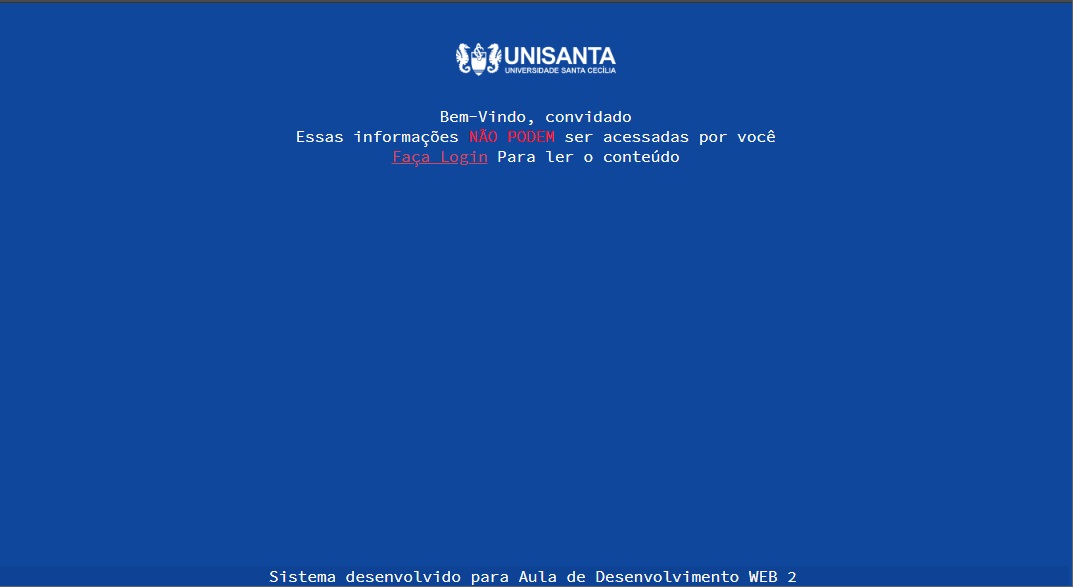 UNISANTA
UNIVERSIDADE SANTA CECÍLIA
Bem-Vindo, convidado
Essas informações NÃO PODEM ser acessadas por você
Faça Login Para ler o conteúdo
Sistema desenvolvido para Aula de Desenvolvimento WEB 2